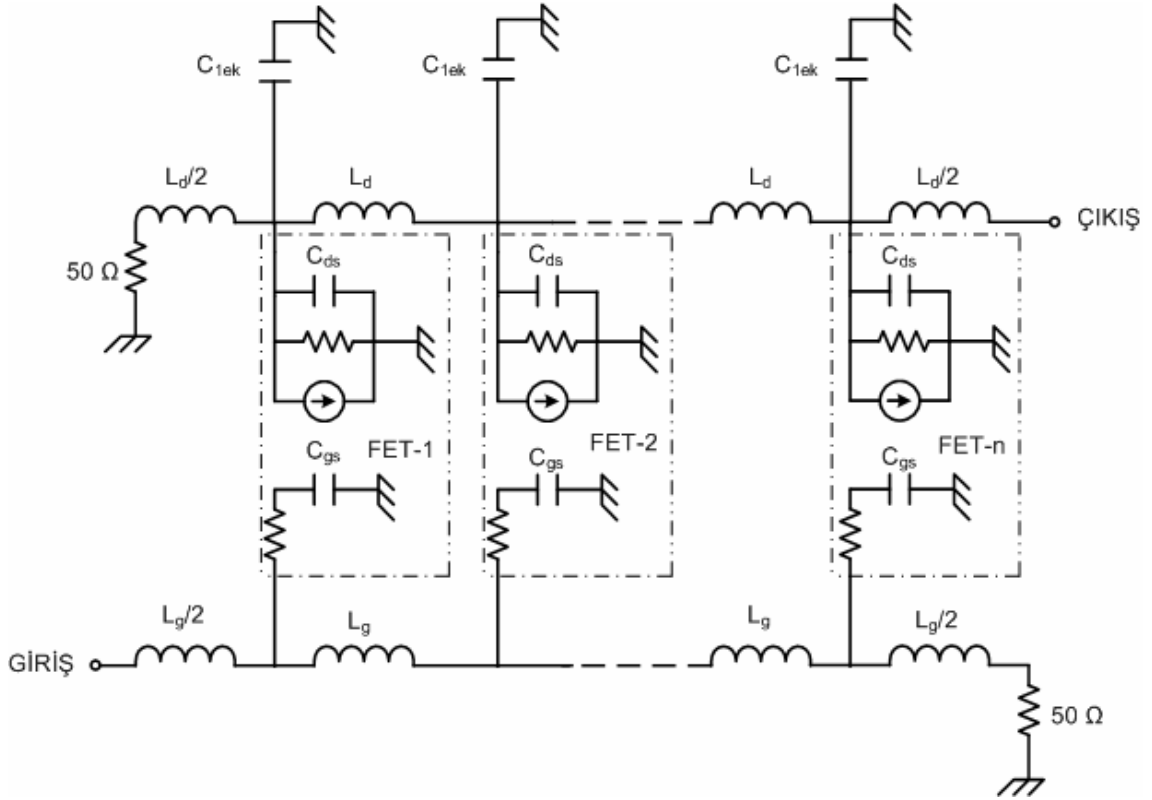 C1ek C1ek C1ek
Ld/2 Ld Ld Ld/2
ÇIKIŞ
50 Ω
Cds Cds Cds
FET-1 FET-2 FET-n
Cgs Cgs Cgs
Lg/2 Lg Lg Lg/2
GİRİŞ
50 Ω